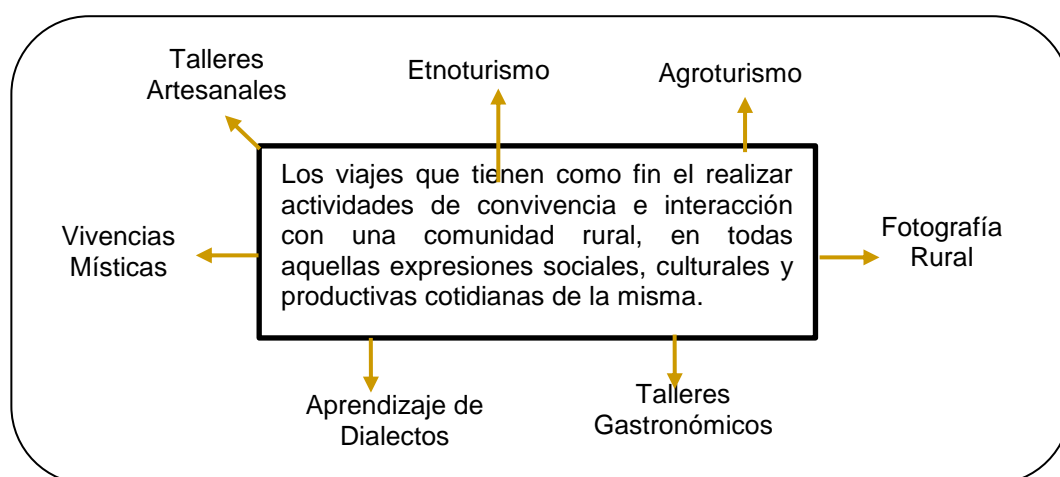 Talleres
Artesanales
Etnoturismo
Agroturismo
Los viajes que tienen como fin el realizar
actividades de convivencia e interacción
con una comunidad rural, en todas
aquellas expresiones sociales, culturales y
productivas cotidianas de la misma.
Vivencias
Místicas
Fotografía
Rural
Aprendizaje de
Dialectos
Talleres
Gastronómicos